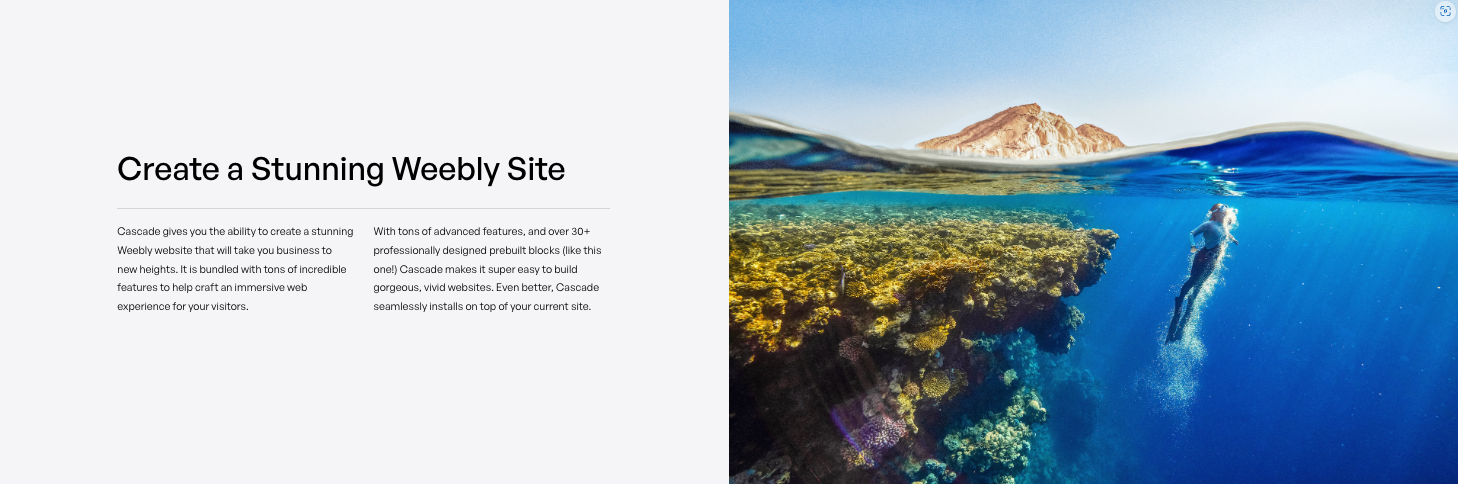 Create a Stunning Weebly Site
Cascade gives you the ability to create a stunning
Weebly website that will take you business to
new heights. It is bundled with tons of incredible
features to help craft an immersive web
experience for your visitors.
With tons of advanced features, and over 30+
professionally designed prebuilt blocks (like this
one!) Cascade makes it super easy to build
gorgeous, vivid websites. Even better, Cascade
seamlessly installs on top of your current site.